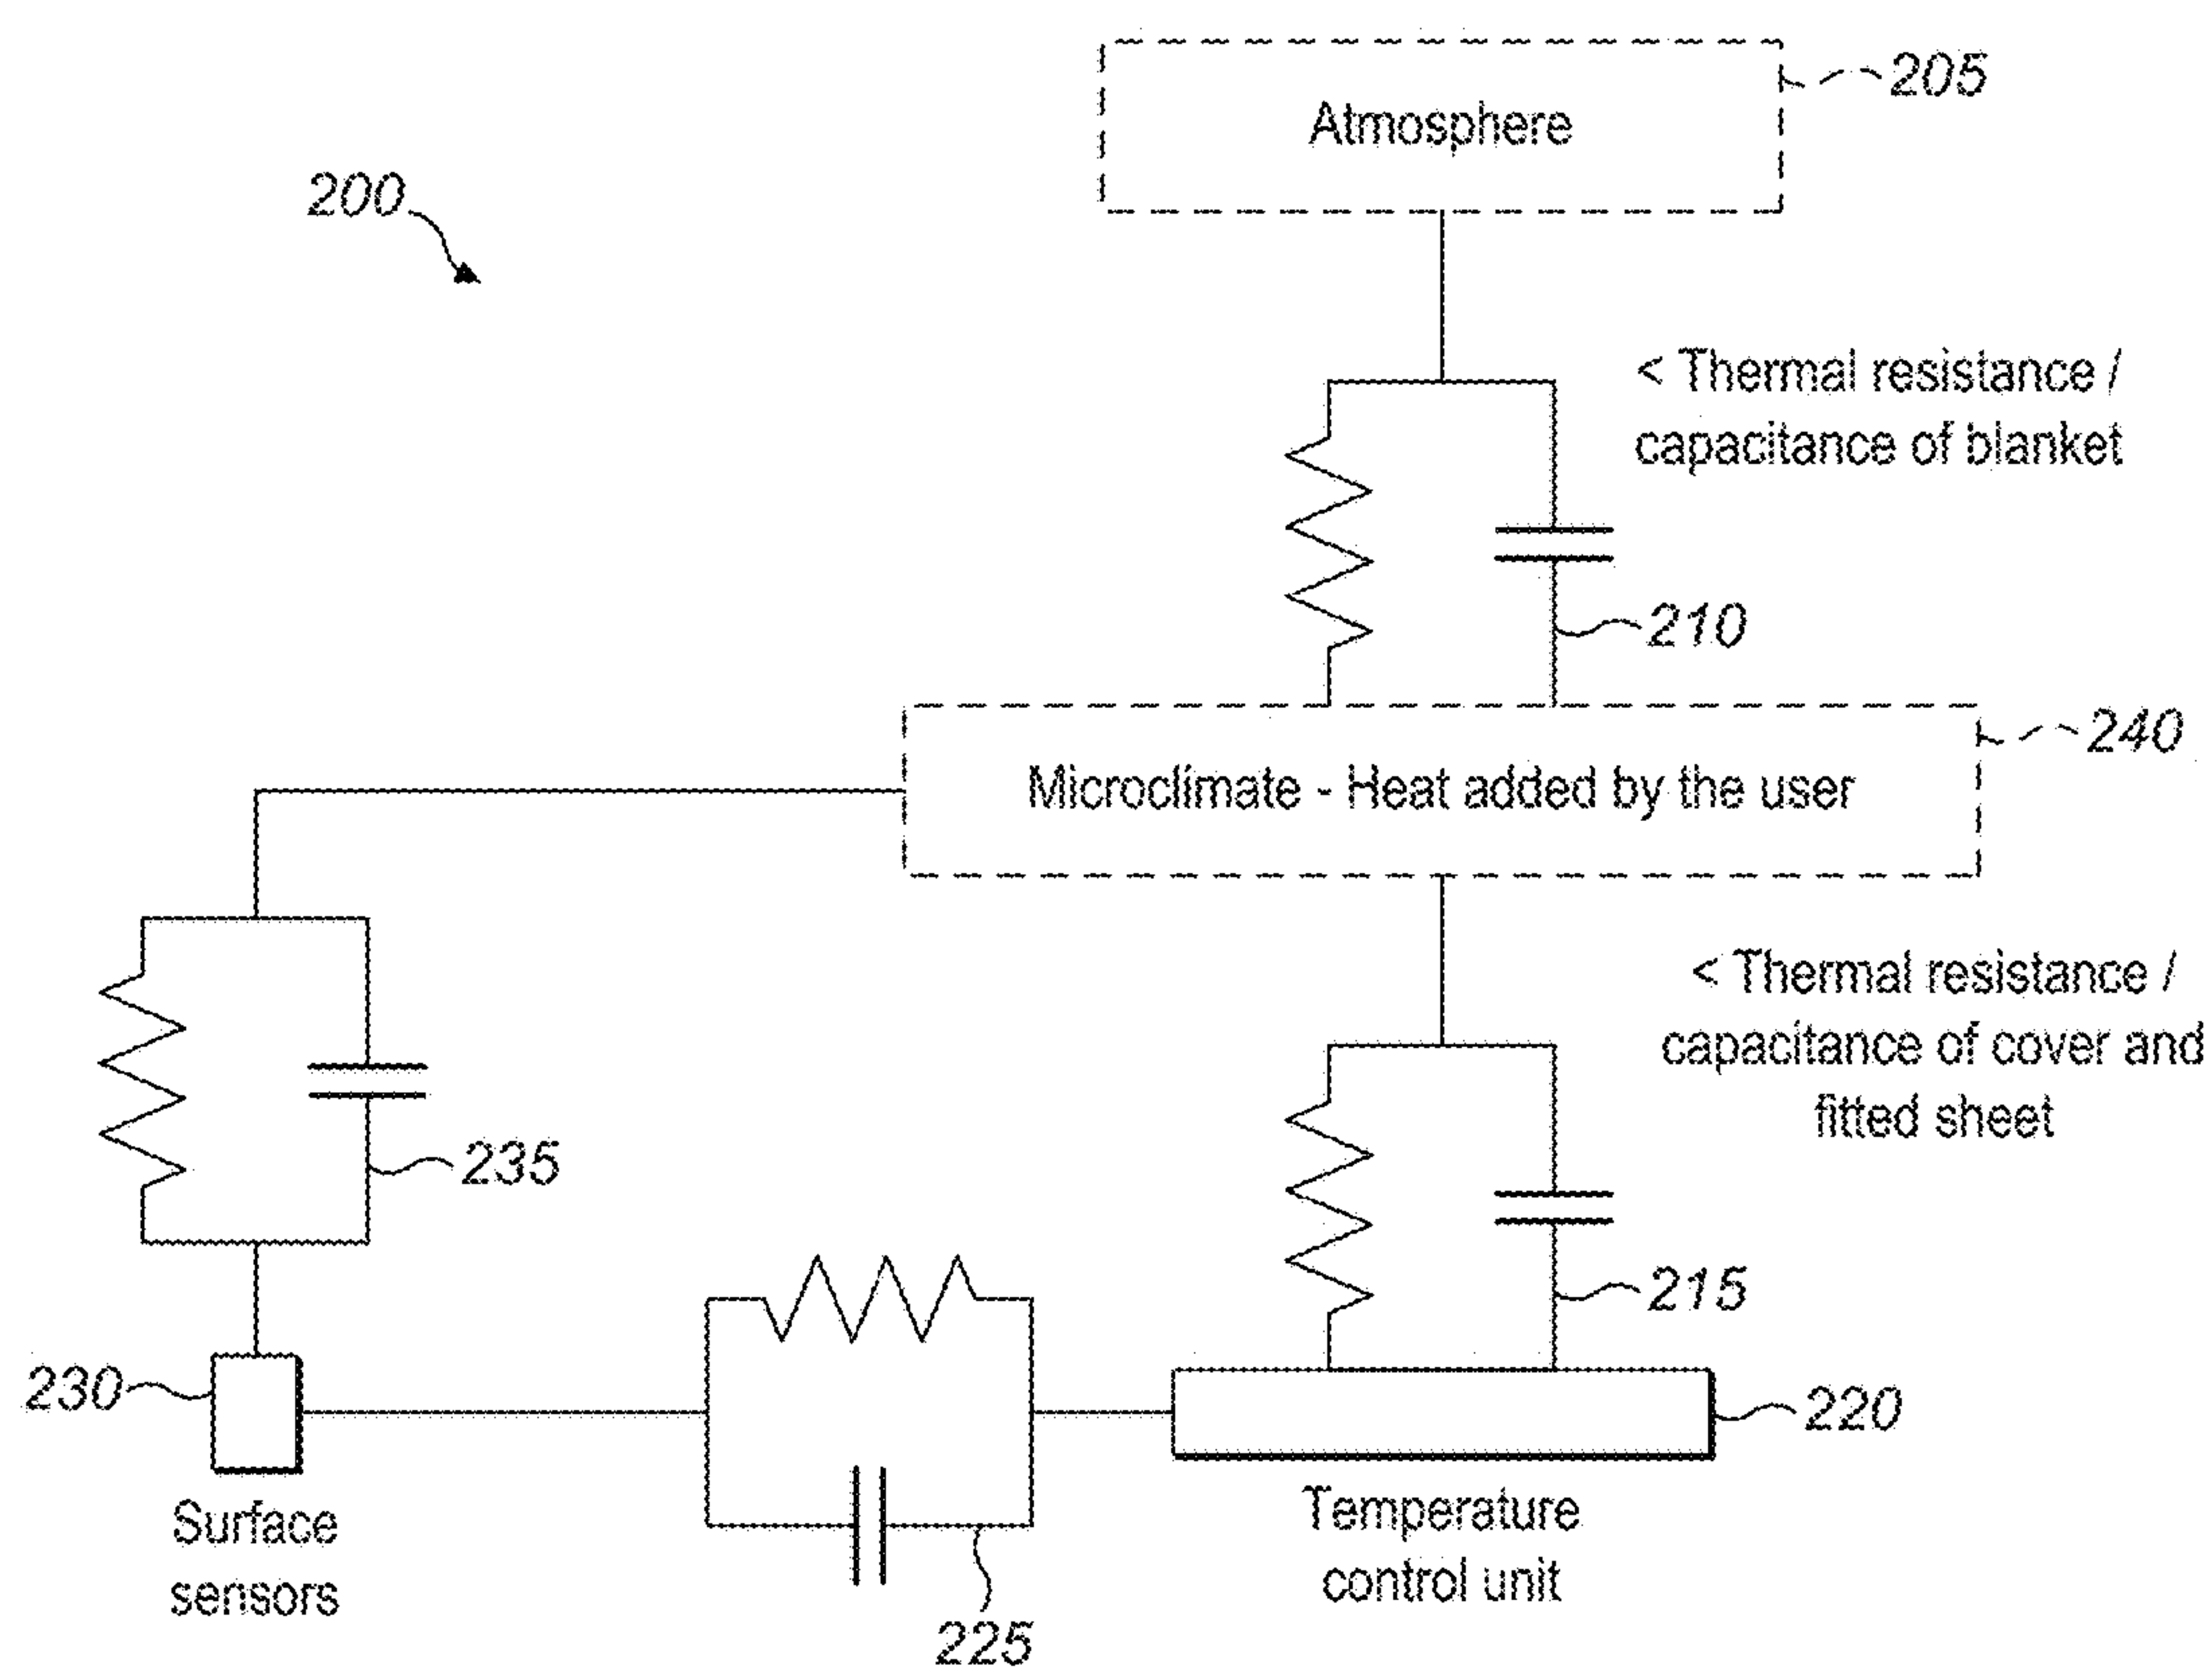 205
Atmosphere
200
< Thermal resistance /
capacitance of blanket
210
240
Microclimate - Heat added by the user
< Thermal resistance /
capacitance of cover and
fitted sheet
235
215
230
220
Surface
sensors
Temperature
control unit
225